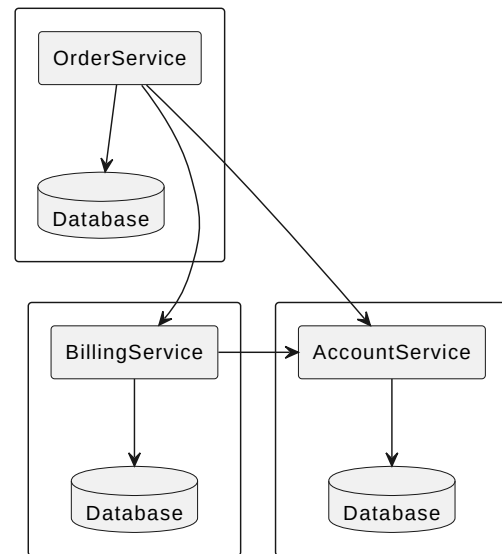 OrderService
Database
BillingService
AccountService
Database
Database